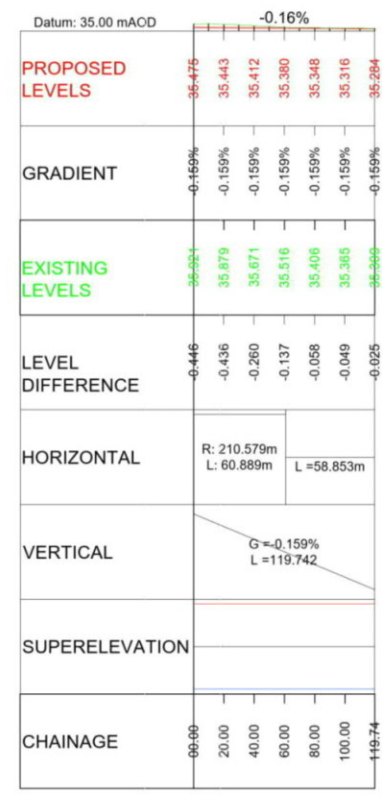 Datum: 35.00 mAOD
-0.16%
PROPOSED
LEVELS
35.475 35.443 35.412 35.380 35.348 35.316 35.284
GRADIENT
-0.159% -0.159% -0.159% -0.159% -0.159% -0.159% -0.159%
EXISTING
LEVELS
35.921 35.879 35.671 35.516 35.406 35.365 35.309
LEVEL
DIFFERENCE
-0.446 -0.436 -0.260 -0.137 -0.058 -0.049 -0.025
HORIZONTAL
R: 210.579m
L: 60.889m
L =58.853m
VERTICAL
G =-0.159%
L =119.742
SUPERELEVATION
CHAINAGE
00.00 20.00 40.00 60.00 80.00 100.00 119.74